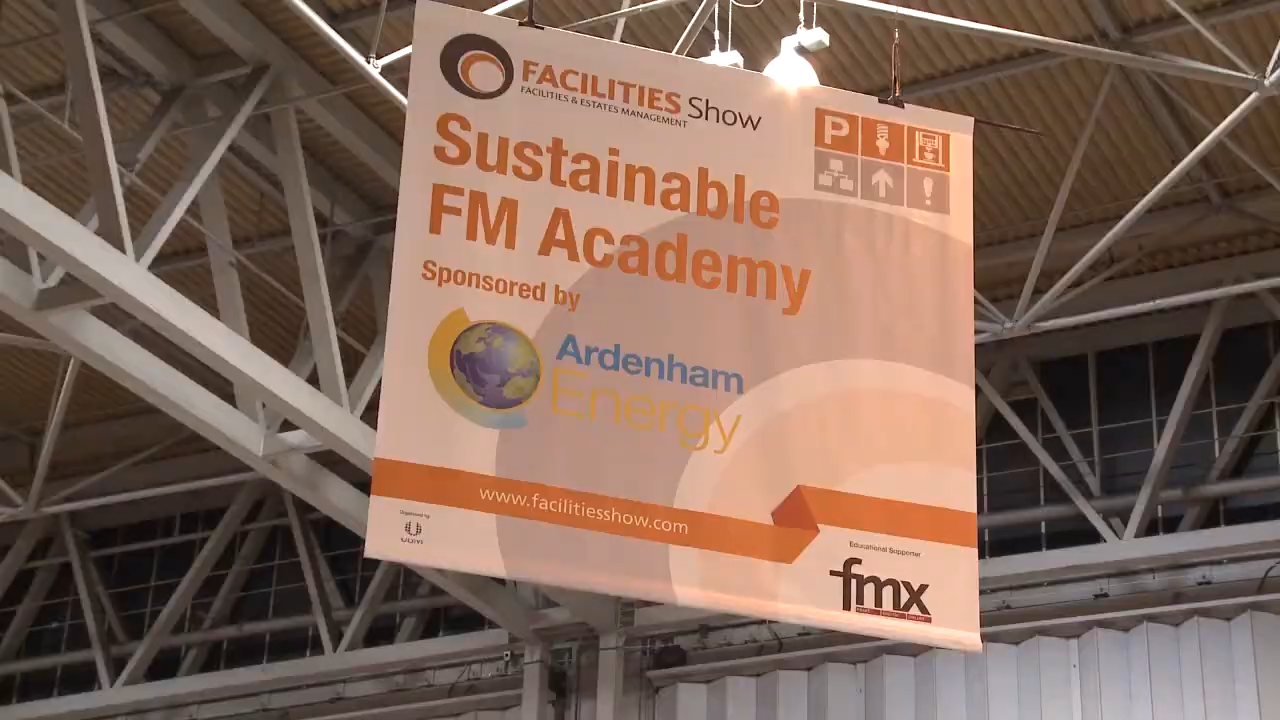 FACILITIES Show
FACILITIES & ESTATES MANAGEMENT
P
Sustainable
FM Academy
Sponsored by
Ardenham
Energy
www.facilitiesshow.com
Organised by
UBM
Educational Supporter
fmx